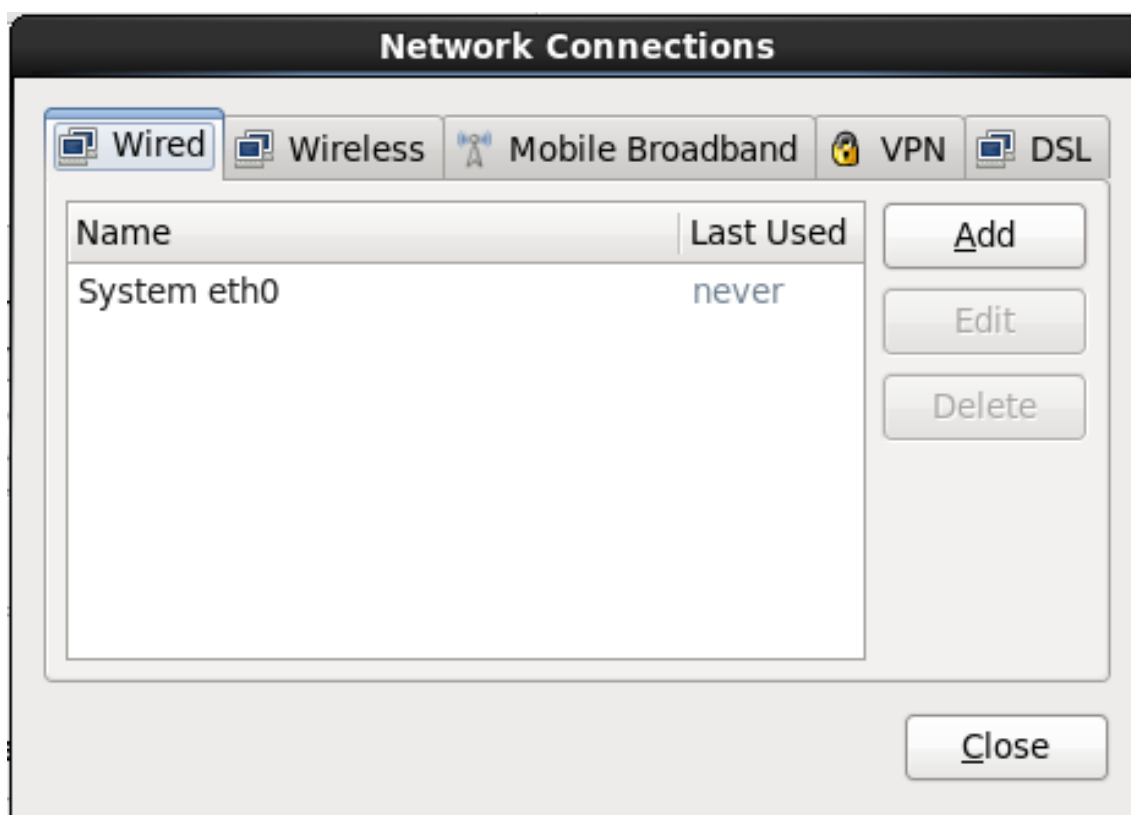 Network Connections
Wired Wireless Mobile Broadband VPN DSL
Name Last Used Add
System eth0 never
Edit
Delete
Close